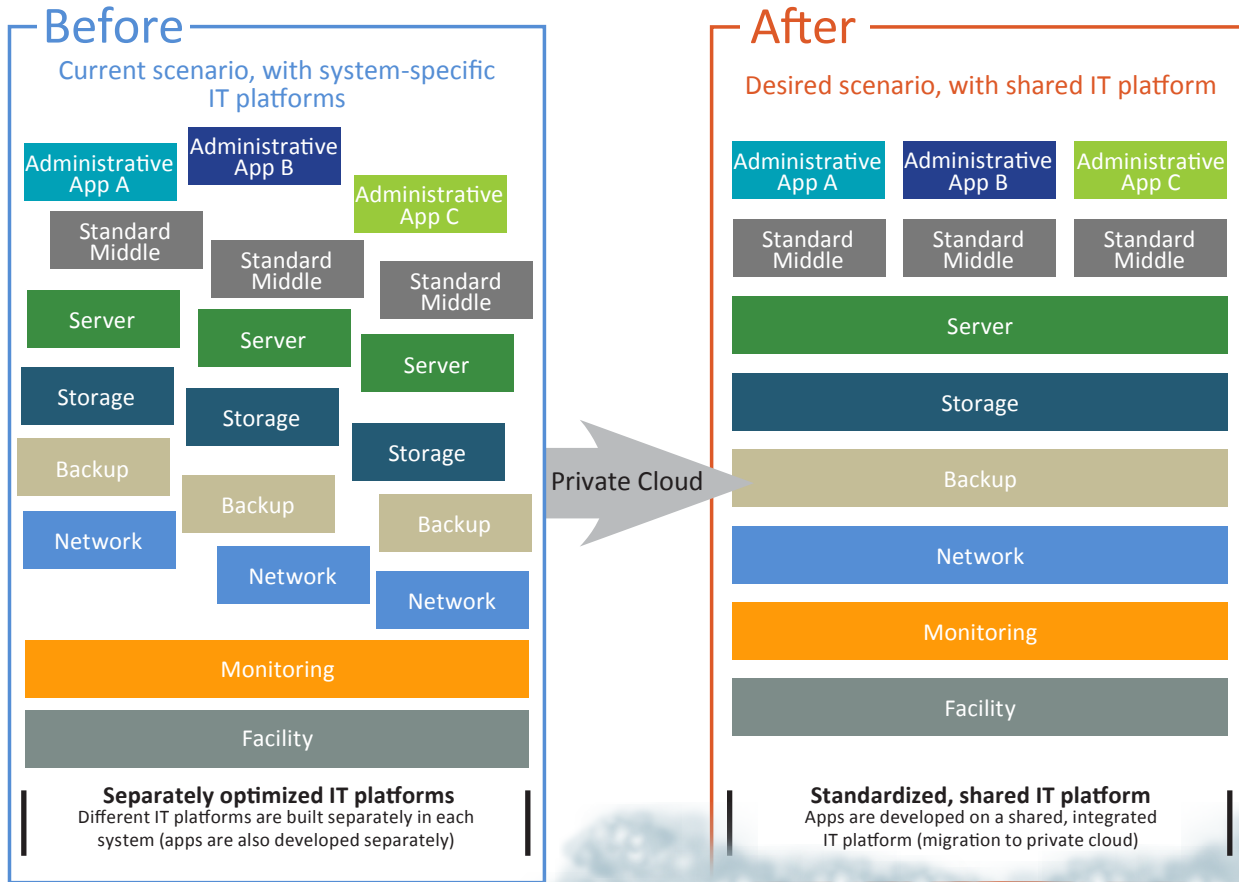 Before
Current scenario, with system-specific
IT platforms
Administrative
App A
Administrative
App B
Administrative
App C
Standard
Middle
Standard
Middle
Standard
Middle
Server
Server
Server
Storage
Storage
Storage
Backup
Backup
Backup
Network
Network
Network
Monitoring
Facility
Separately optimized IT platforms
Different IT platforms are built separately in each
system (apps are also developed separately)
Private Cloud
After
Desired scenario, with shared IT platform
Administrative
App A
Administrative
App B
Administrative
App C
Standard
Middle
Standard
Middle
Standard
Middle
Server
Storage
Backup
Network
Monitoring
Facility
Standardized, shared IT platform
Apps are developed on a shared, integrated
IT platform (migration to private cloud)